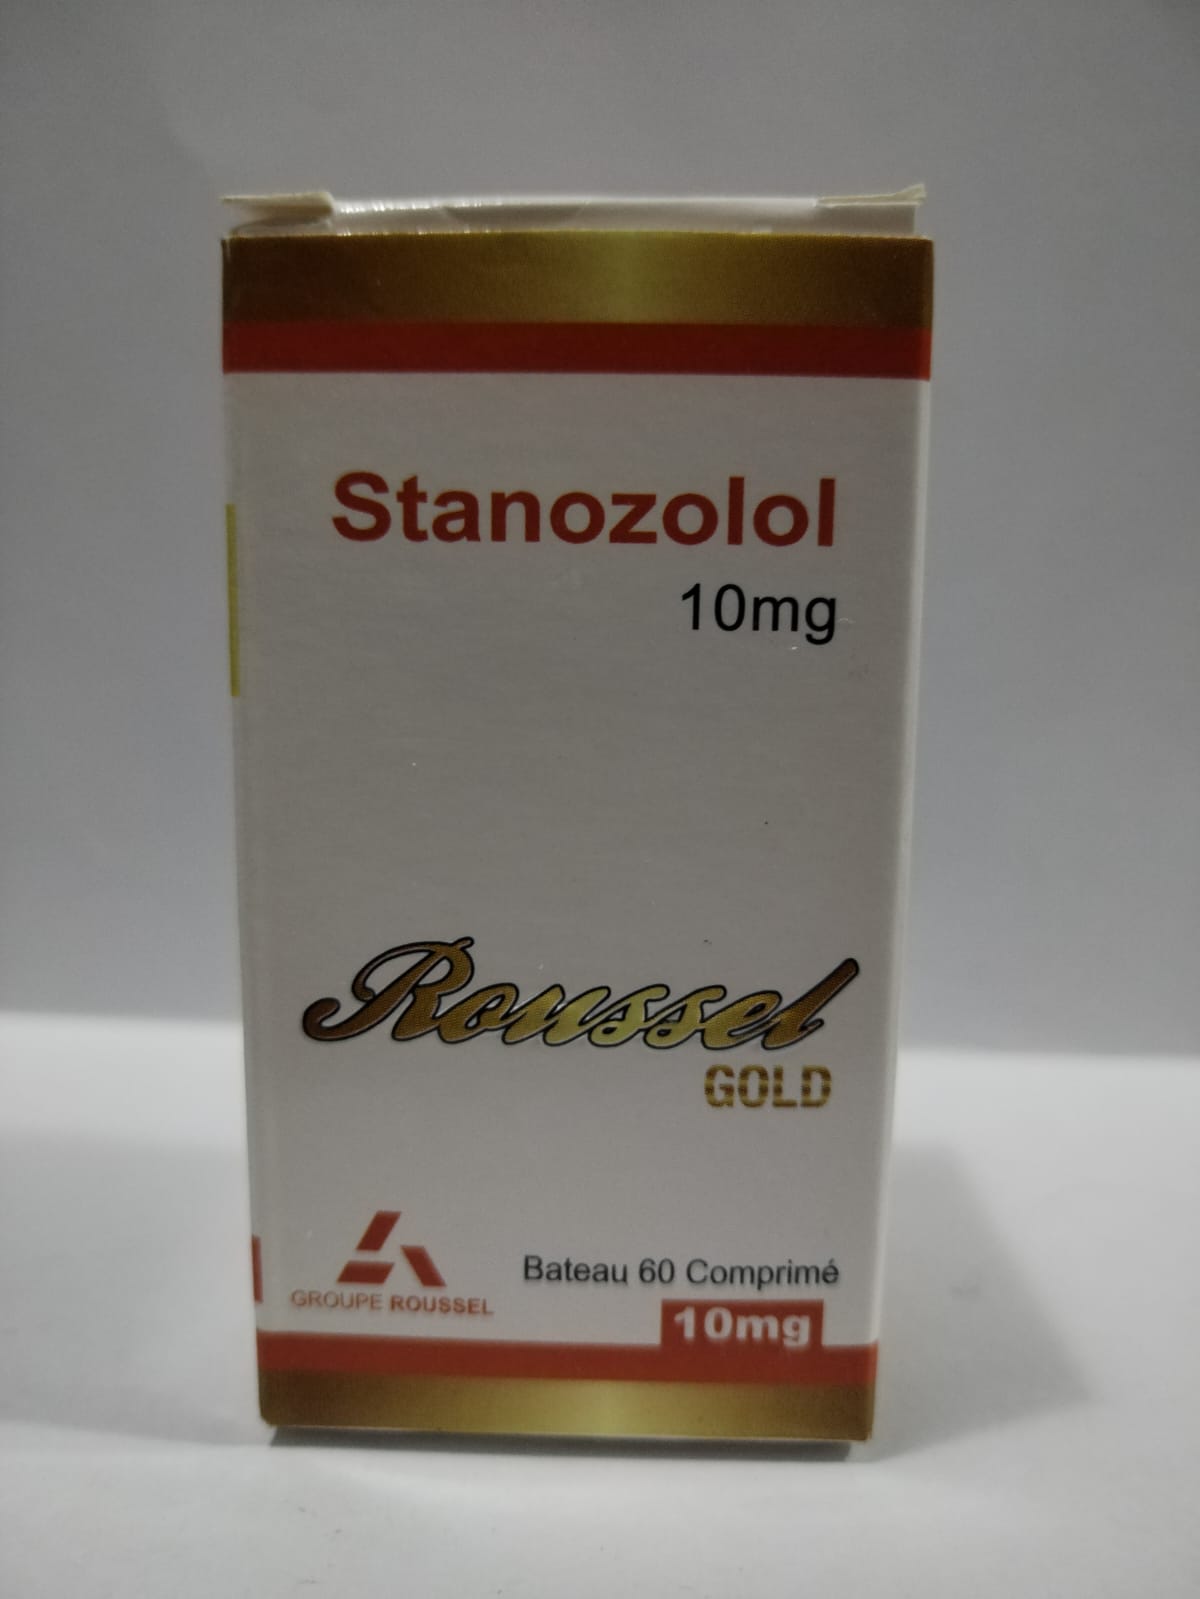 Stanozolol
10mg
Roussel
GOLD
GROUPE ROUSSEL
Bateau 60 Comprimé
10mg